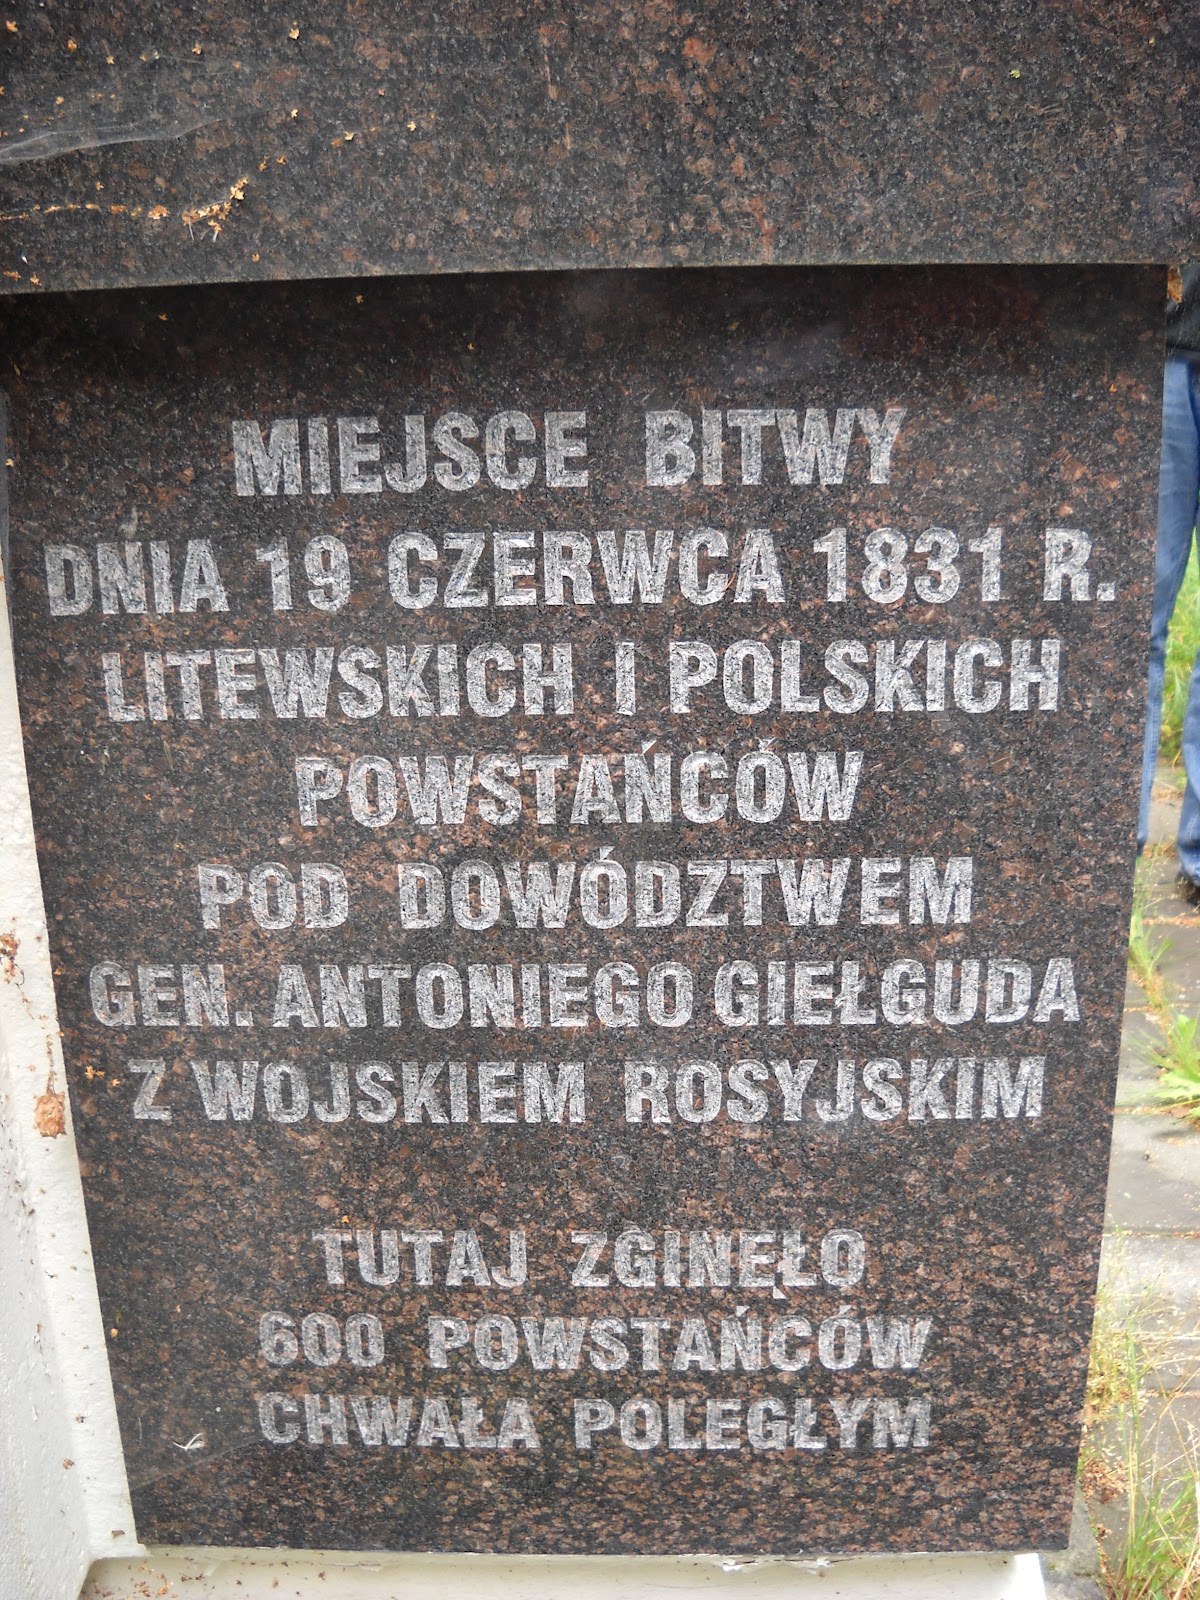 MIEJSCE BITWY
DNIA 19 CZERWCA 1831 R.
LITEWSKICH I POLSKICH
POWSTAŃCÓW
POD DOWÓDZTWEM
GEN. ANTONIEGO GIEŁGUDA
Z WOJSKIEM ROSYJSKIM
TUTAJ ZGINĘŁO
600 POWSTAŃCÓW
CHWAŁA POLEGŁYM